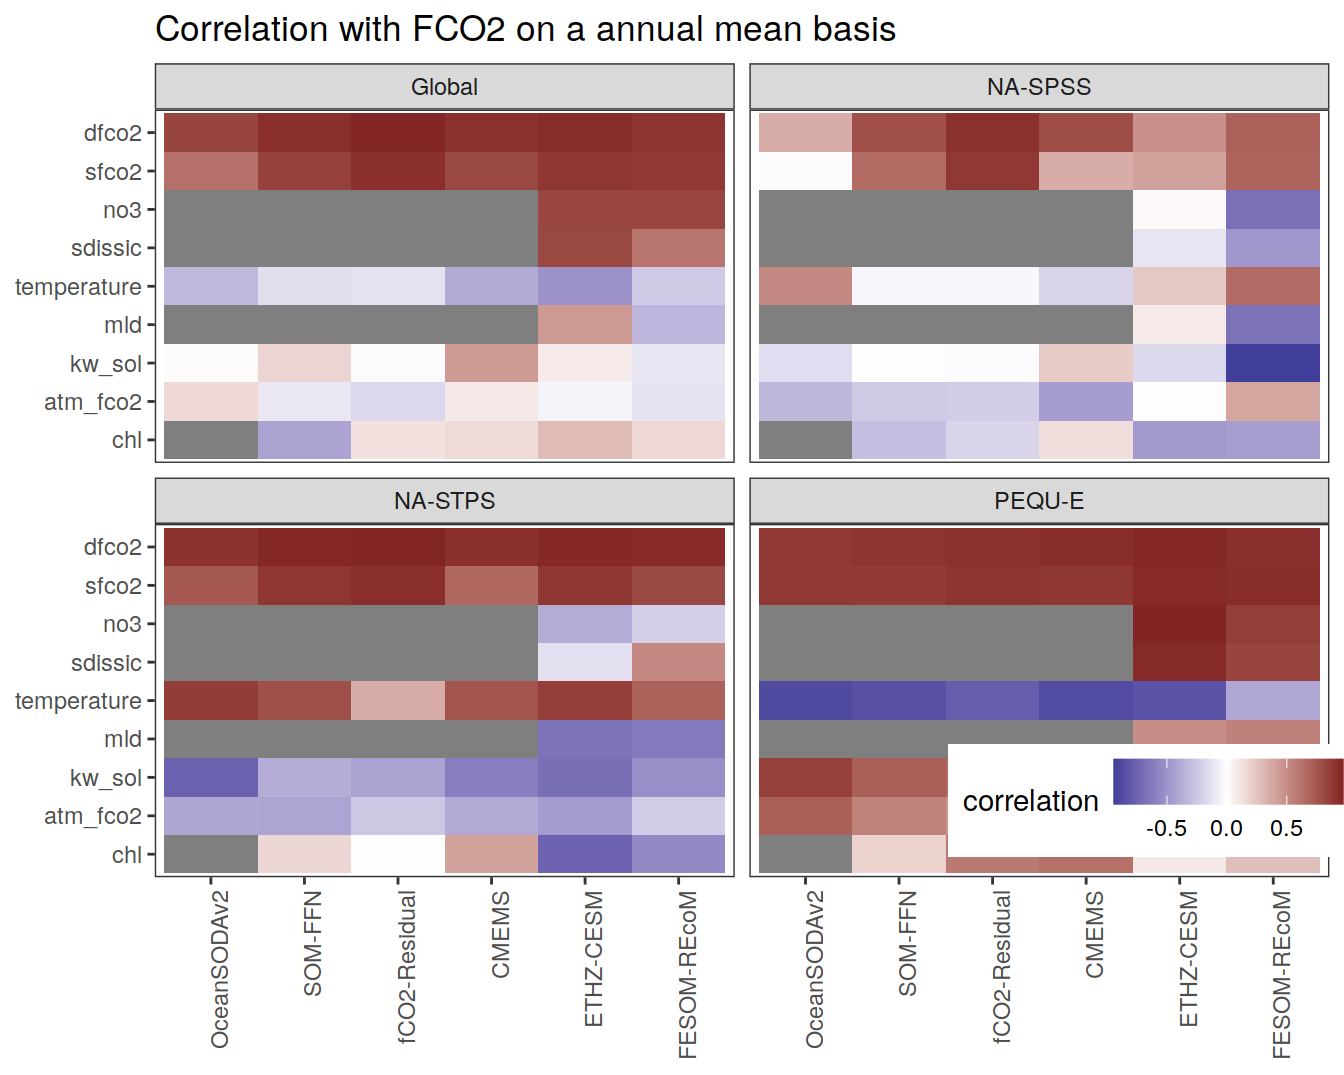 Correlation with FCO2 on a annual mean basis
Global
NA-SPSS
dfco2
sfco2
no3
sdissic
temperature
mld
kw_sol
atm_fco2
chl
NA-STPS
PEQU-E
dfco2
sfco2
no3
sdissic
temperature
mld
kw_sol
atm_fco2
chl
correlation
-0.5 0.0 0.5
OceanSODAv2
SOM-FFN
fCO2-Residual
CMEMS
ETHZ-CESM
FESOM-REcoM
OceanSODAv2
SOM-FFN
fCO2-Residual
CMEMS
ETHZ-CESM
FESOM-REcoM